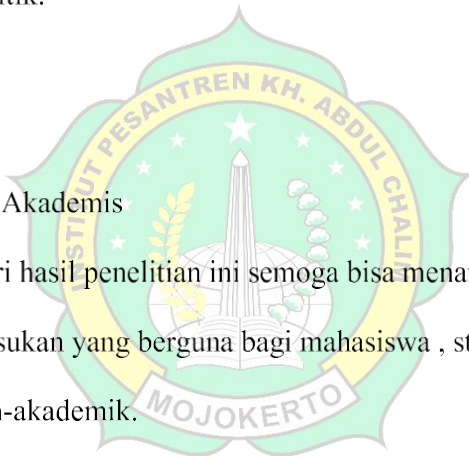 itik.
INSTITUT PESANTREN KH. ABDUL CHALIM
Akademis
ri hasil penelitian ini semoga bisa mena
sukan yang berguna bagi mahasiswa , st
n-akademik.
MOJOKERTO